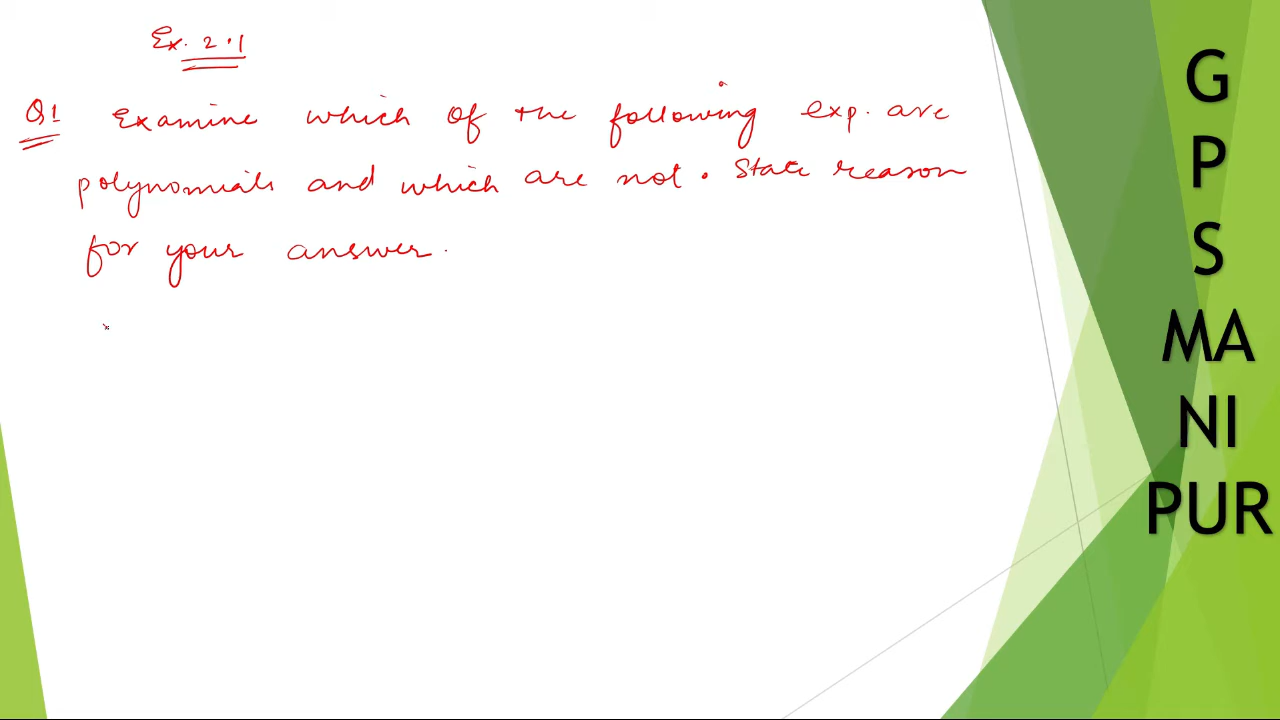 Ex. 2.1
Q1 Examine which of the following exp. are
polynomials and which are not. State reason
for your answer.
G
P
S
MA
NI
PUR